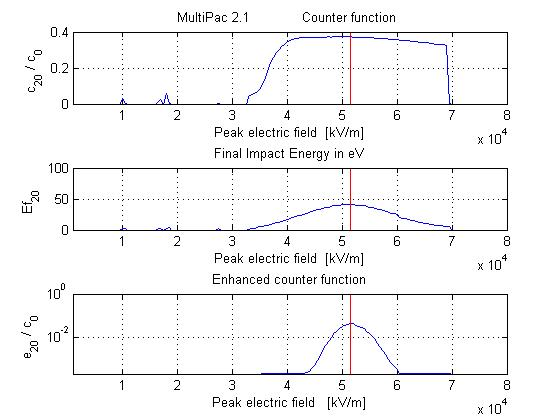 MultiPac 2.1 Counter function
0.4
0.2
0
c20 / c0
1 2 3 4 5 6 7 8
Peak electric field [kV/m]
x 10^4
Final Impact Energy in eV
100
50
0
Ef20
1 2 3 4 5 6 7 8
Peak electric field [kV/m]
x 10^4
Enhanced counter function
10^0
10^-2
e20 / c0
1 2 3 4 5 6 7 8
Peak electric field [kV/m]
x 10^4